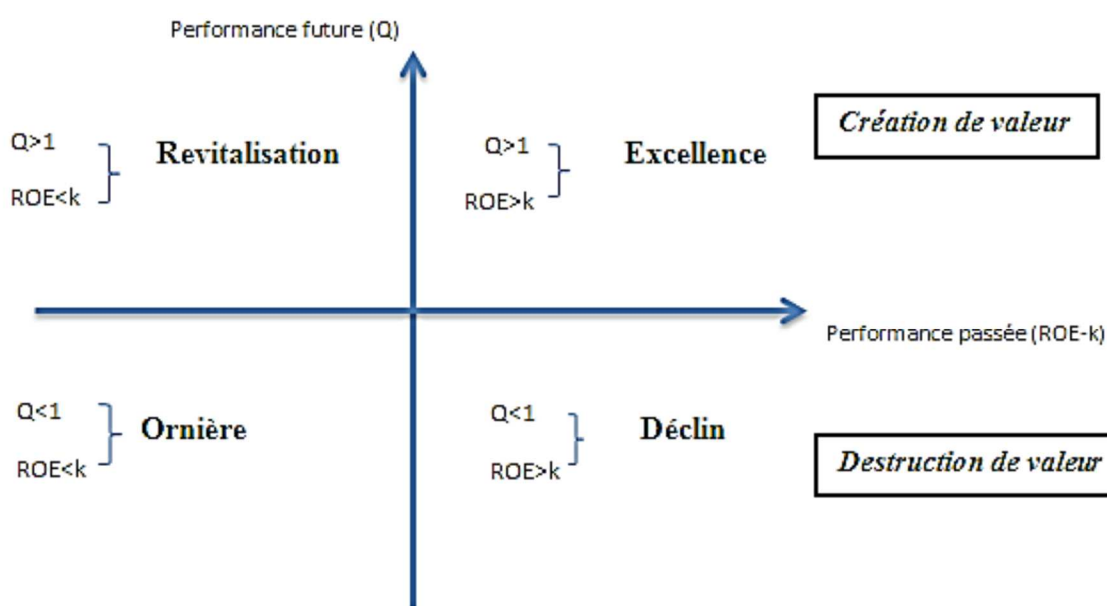 Performance future (Q)
Création de valeur
Q>1
Revitalisation
ROE<k
Q>1
Excellence
ROE>k
Performance passée (ROE-k)
Q<1
Ornière
ROE<k
Q<1
Déclin
ROE>k
Destruction de valeur